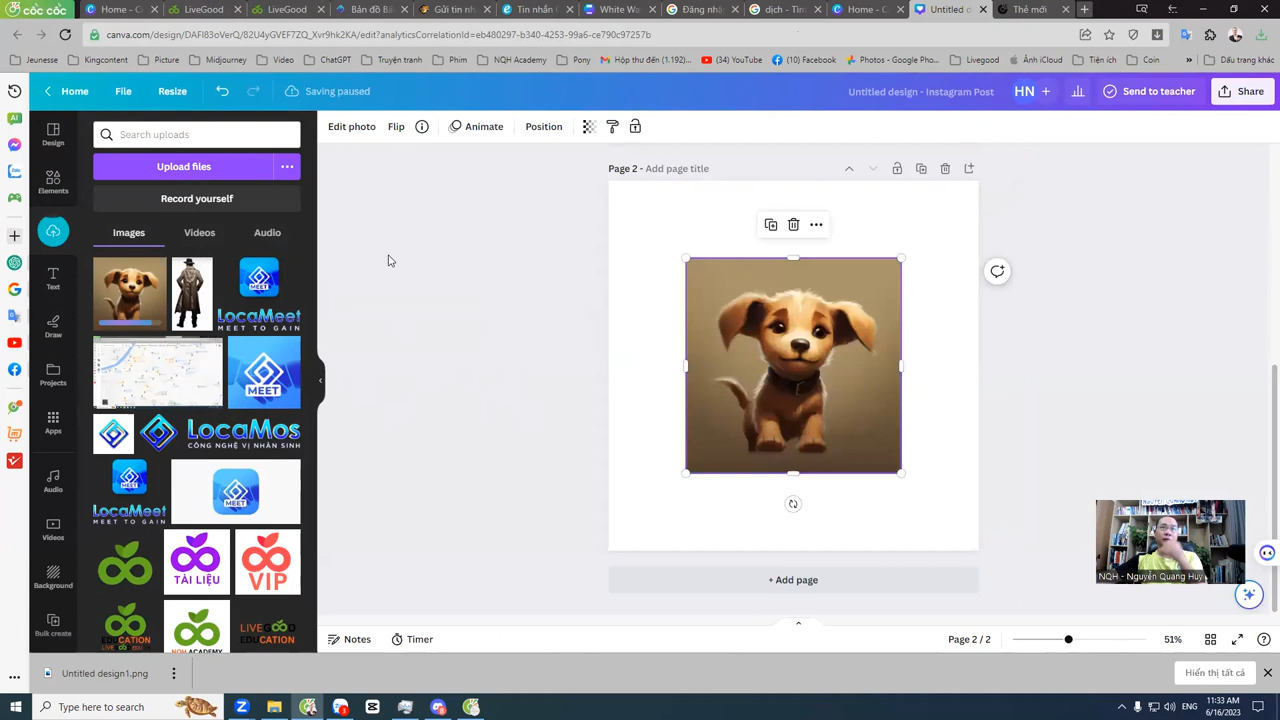 cốc cốc
Home - C
LiveGood
LiveGood
Bản đồ Bả
Gửi tin nh
Tin nhắn
White Wa
Đăng nhập
dịch - Tìm
Home - C
Untitled d
Thẻ mới
canva.com/design/DAFl83oVerQ/82U4yGVEF7ZQ_Xvr9hk2KA/edit?analyticsCorrelationId=eb480297-b340-4253-99a6-ce790c97257b
Jeunesse
Kingcontent
Picture
Midjourney
Video
ChatGPT
Truyện tranh
Phim
NQH Academy
Pony
Hộp thư đến (1.192)...
(34) YouTube
(10) Facebook
Google Photos - Pho...
Livegood
Ảnh iCloud
Tiện ích
Coin
Dấu trang khác
Home
File
Resize
Saving paused
Untitled design - Instagram Post
HN
Send to teacher
Share
Design
Elements
Text
Draw
Projects
Apps
Audio
Videos
Background
Bulk create
Search uploads
Upload files
Record yourself
Images
Videos
Audio
MEET
LocaMeet
MEET TO GAIN
MEET
LocaMos
CÔNG NGHỆ VỊ NHÂN SINH
MEET
LocaMeet
MEET TO GAIN
MEET
TÀI LIỆU
VIP
EDUCATION
NQH ACADEMY
LIVEGOOD
EDUCATION
Edit photo
Flip
Animate
Position
Page 2 - Add page title
+ Add page
NQH - Nguyễn Quang Huy
Notes
Timer
Page 2 / 2
51%
Untitled design1.png
Hiển thị tất cả
Type here to search
ENG
11:33 AM
6/16/2023